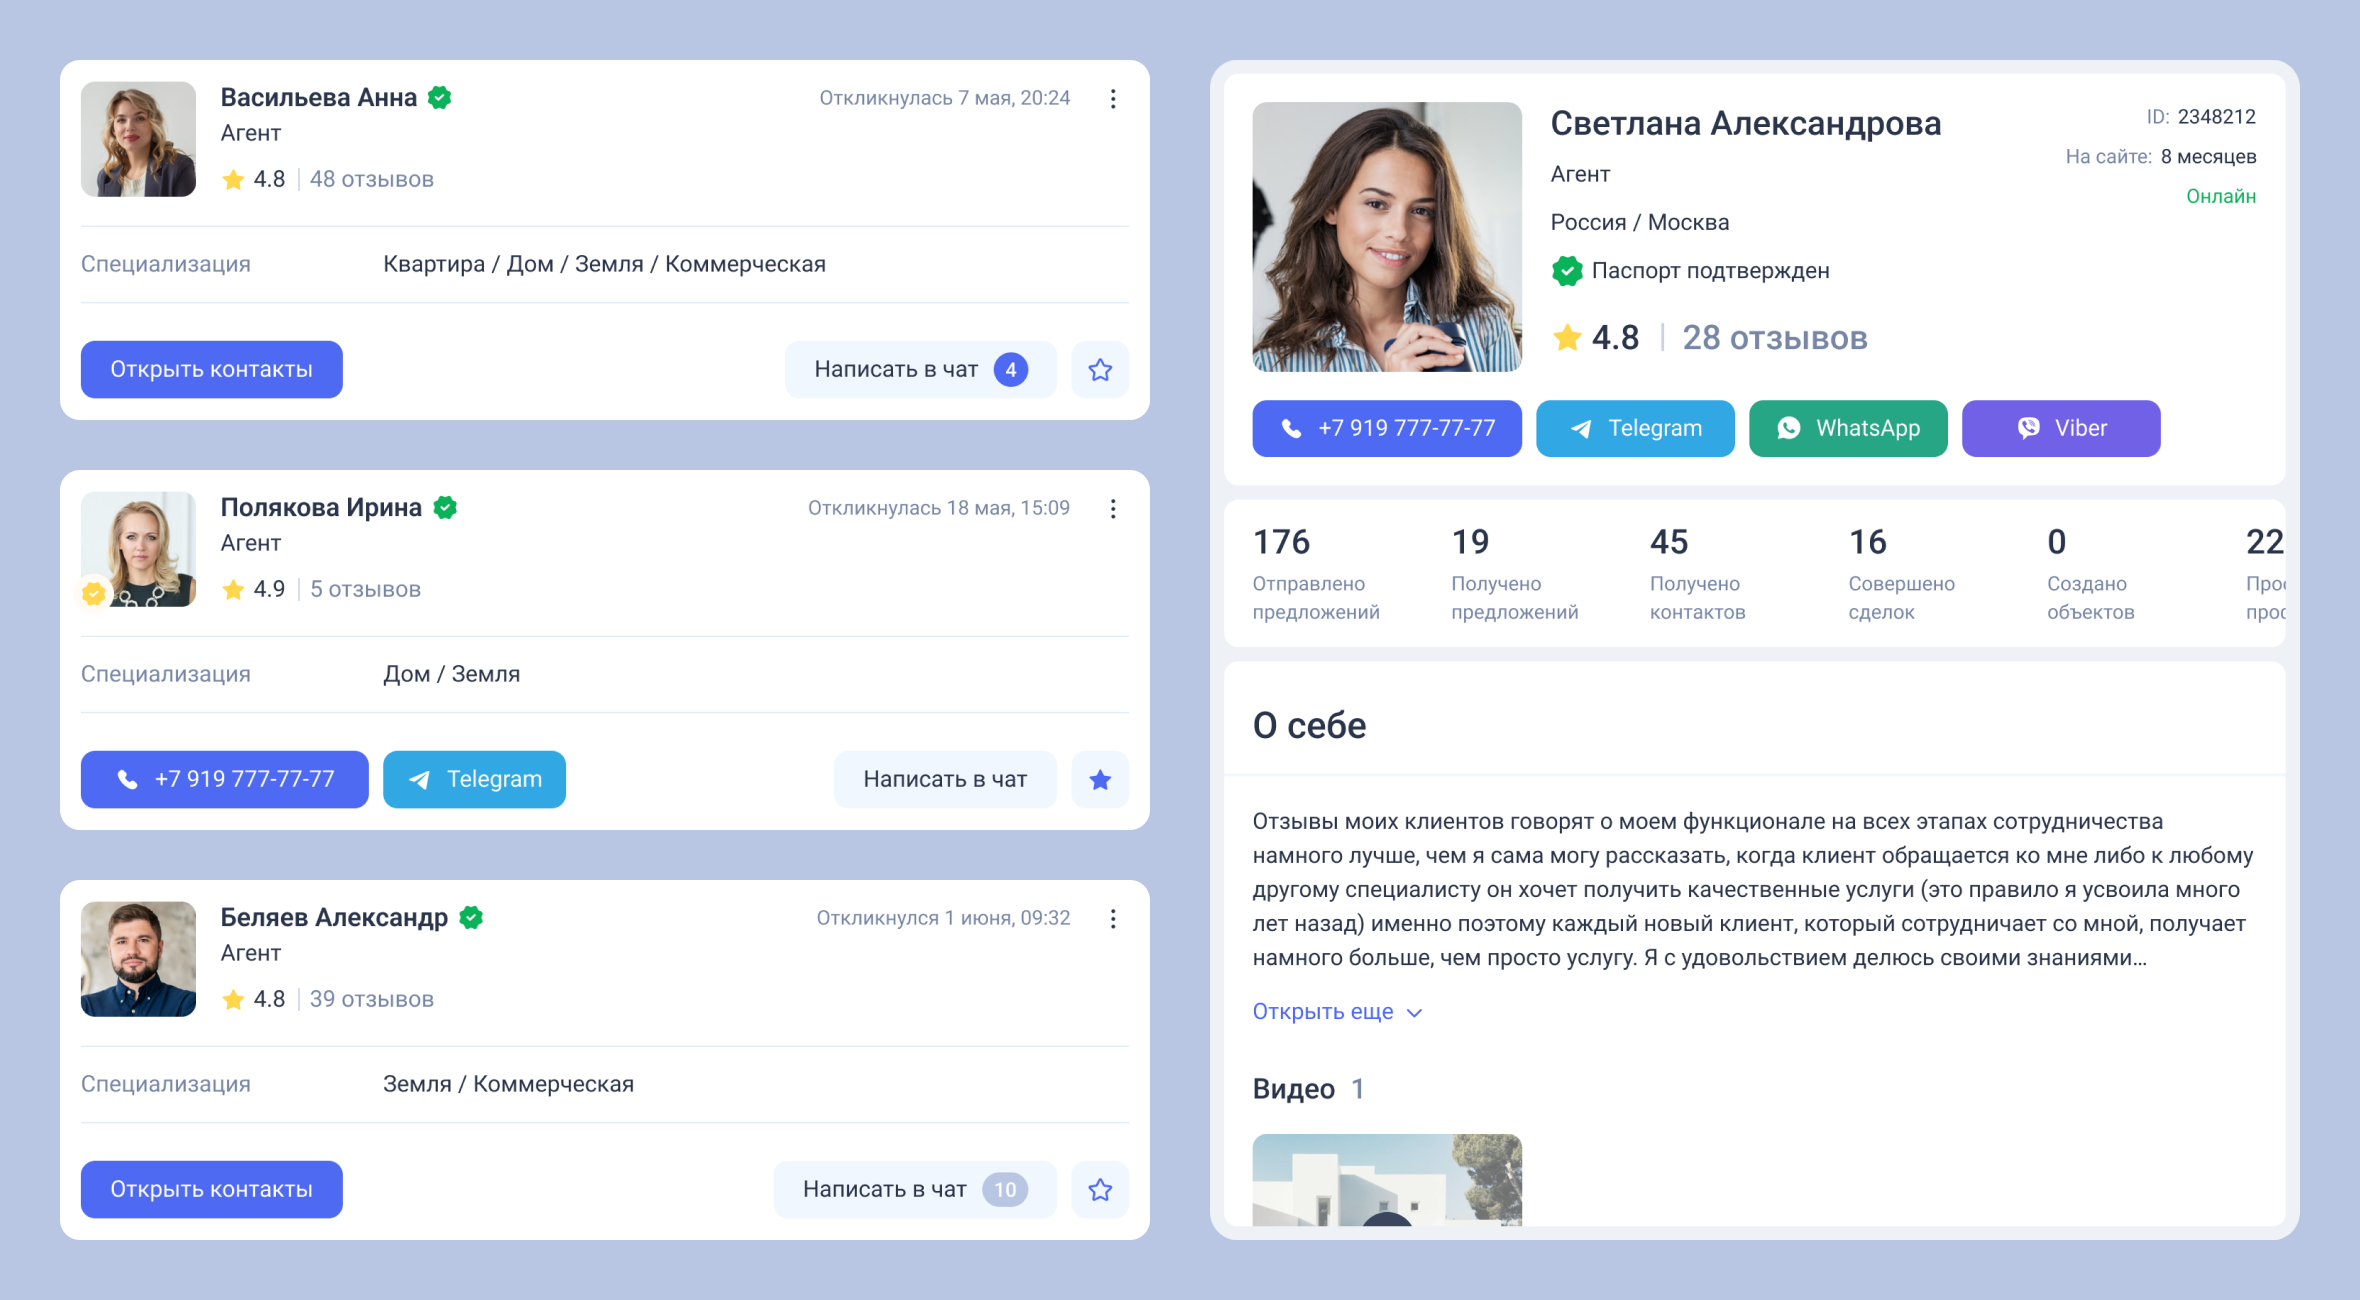 Васильева Анна
Откликнулась 7 мая, 20:24
Агент
4.8 48 отзывов
Специализация Квартира / Дом / Земля / Коммерческая
Открыть контакты Написать в чат 4
Полякова Ирина
Откликнулась 18 мая, 15:09
Агент
4.9 5 отзывов
Специализация Дом / Земля
+7 919 777-77-77 Telegram Написать в чат
Беляев Александр
Откликнулся 1 июня, 09:32
Агент
4.8 39 отзывов
Специализация Земля / Коммерческая
Открыть контакты Написать в чат 10
Светлана Александрова
ID: 2348212
На сайте: 8 месяцев
Онлайн
Агент
Россия / Москва
Паспорт подтвержден
4.8 28 отзывов
+7 919 777-77-77 Telegram WhatsApp Viber
176
Отправлено
предложений
19
Получено
предложений
45
Получено
контактов
16
Совершено
сделок
0
Создано
объектов
22
О себе
Отзывы моих клиентов говорят о моем функционале на всех этапах сотрудничества
намного лучше, чем я сама могу рассказать, когда клиент обращается ко мне либо к любому
другому специалисту он хочет получить качественные услуги (это правило я усвоила много
лет назад) именно поэтому каждый новый клиент, который сотрудничает со мной, получает
намного больше, чем просто услугу. Я с удовольствием делюсь своими знаниями...
Открыть еще
Видео 1